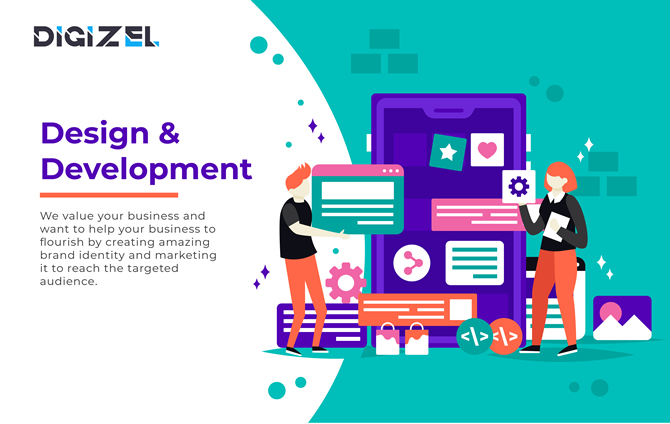 DIGIZEL
Design &
Development
We value your business and
want to help your business to
flourish by creating amazing
brand identity and marketing
it to reach the targeted
audience.
</>
</>